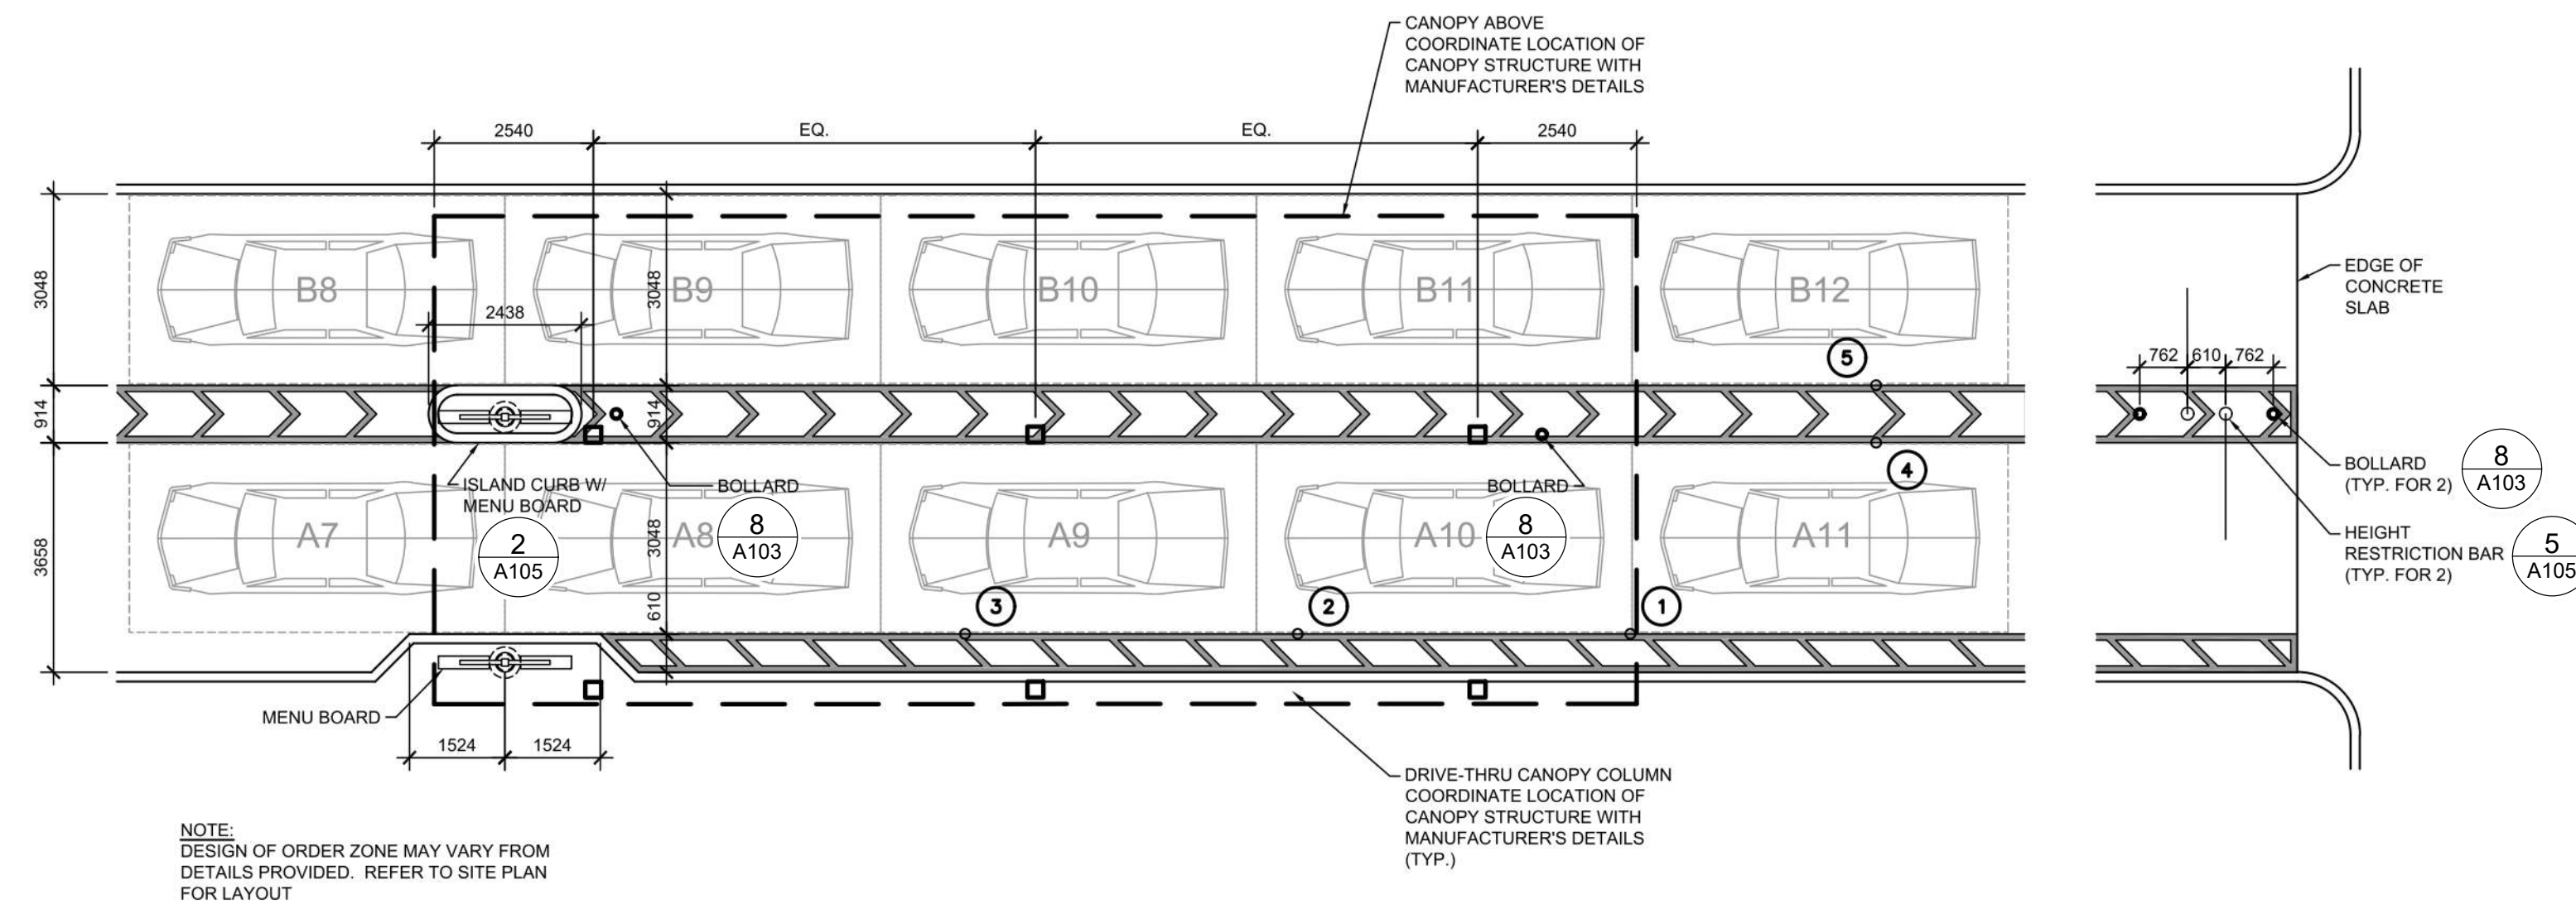 CANOPY ABOVE
COORDINATE LOCATION OF
CANOPY STRUCTURE WITH
MANUFACTURER'S DETAILS
2540
EQ.
EQ.
2540
3048
914
3658
B8
B9
B10
B11
B12
3048
2438
914
EDGE OF
CONCRETE
SLAB
5
762
610
762
4
ISLAND CURB W/
MENU BOARD
2
A105
BOLLARD
8
A103
BOLLARD
8
A103
BOLLARD
(TYP. FOR 2)
8
A103
HEIGHT
RESTRICTION BAR
(TYP. FOR 2)
5
A105
A7
A8
A9
A10
A11
3048
610
3
2
1
MENU BOARD
1524
1524
DRIVE-THRU CANOPY COLUMN
COORDINATE LOCATION OF
CANOPY STRUCTURE WITH
MANUFACTURER'S DETAILS
(TYP.)
NOTE:
DESIGN OF ORDER ZONE MAY VARY FROM
DETAILS PROVIDED. REFER TO SITE PLAN
FOR LAYOUT